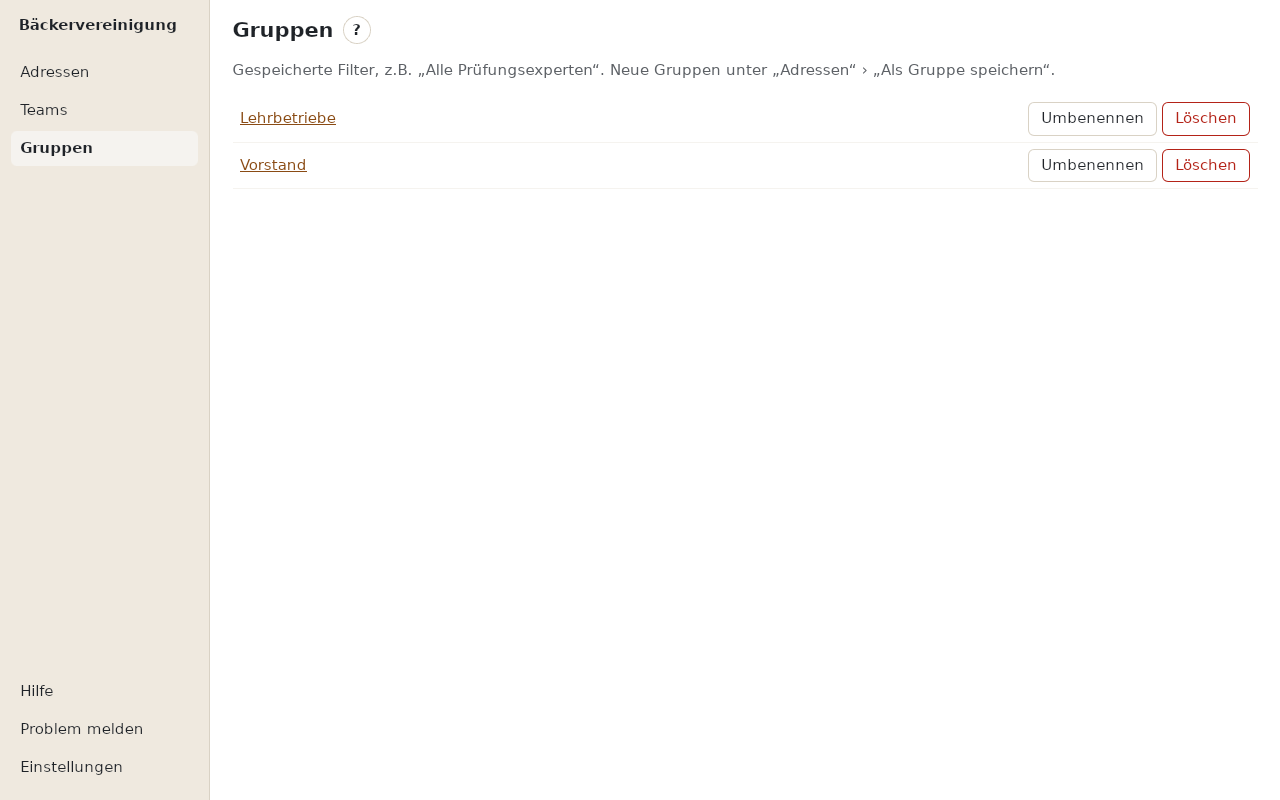 Bäckervereinigung
Adressen
Teams
Gruppen
Hilfe
Problem melden
Einstellungen
Gruppen ?
Gespeicherte Filter, z.B. „Alle Prüfungsexperten“. Neue Gruppen unter „Adressen“ › „Als Gruppe speichern“.
Lehrbetriebe Umbenennen Löschen
Vorstand Umbenennen Löschen